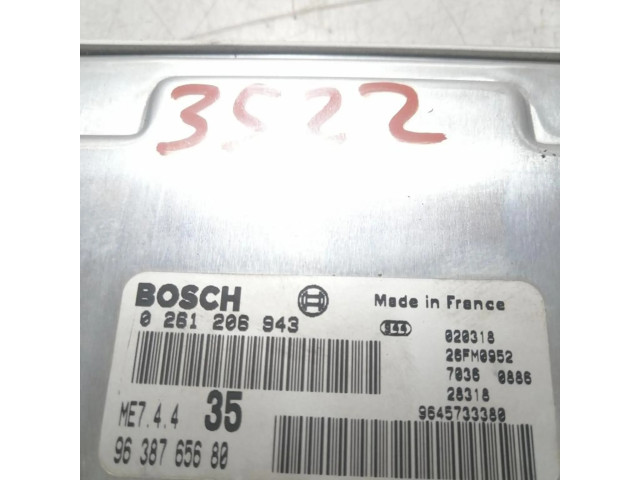 3522
BOSCH
0 261 206 943
ME7.4.4 35
96 387 656 80
Made in France
944
020318
26FM0952
7036 0886
28318
9645733380